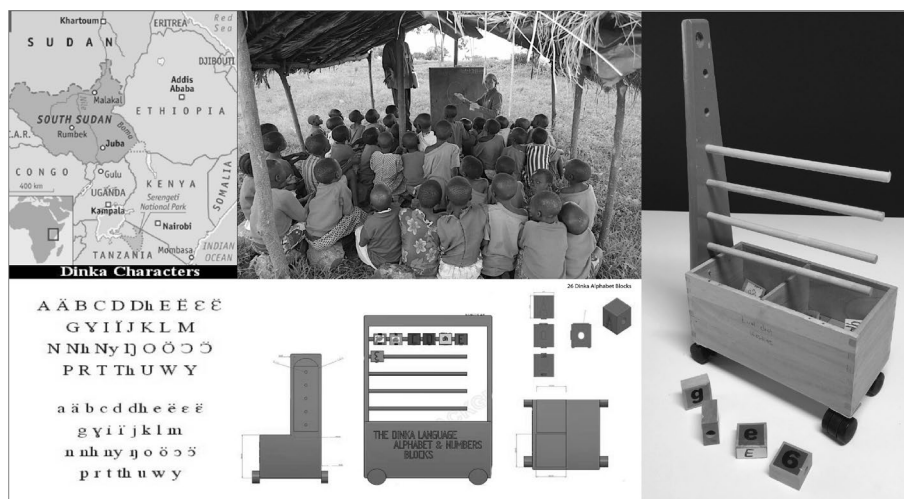 Khartoum
Red
Sea
ERITREA
SUDAN
DJIBOUTI
Addis
Ababa
Malakal
ETHIOPIA
Nile
SOUTH SUDAN
C.A.R.
Rumbek
Boma
Juba
CONGO
Gulu
400 km
UGANDA
KENYA
SOMALIA
Kampala
Serengeti
National Park
Nairobi
TANZANIA
Mombasa
INDIAN
OCEAN
Dinka Characters
A Ä B C D Dh E Ë Ɛ Ɛ̈
G Ɣ I Ï J K L M
N Nh Ny Ŋ O Ö Ɔ Ɔ̈
P R T Th U W Y
a ä b c d dh e ë ɛ ɛ̈
g ɣ i ï j k l m
n nh ny ŋ o ö ɔ ɔ̈
p r t th u w y
26 Dinka Alphabet Blocks
THE DINKA LANGUAGE
ALPHABET & NUMBERS
BLOCKS
g
e
E
6